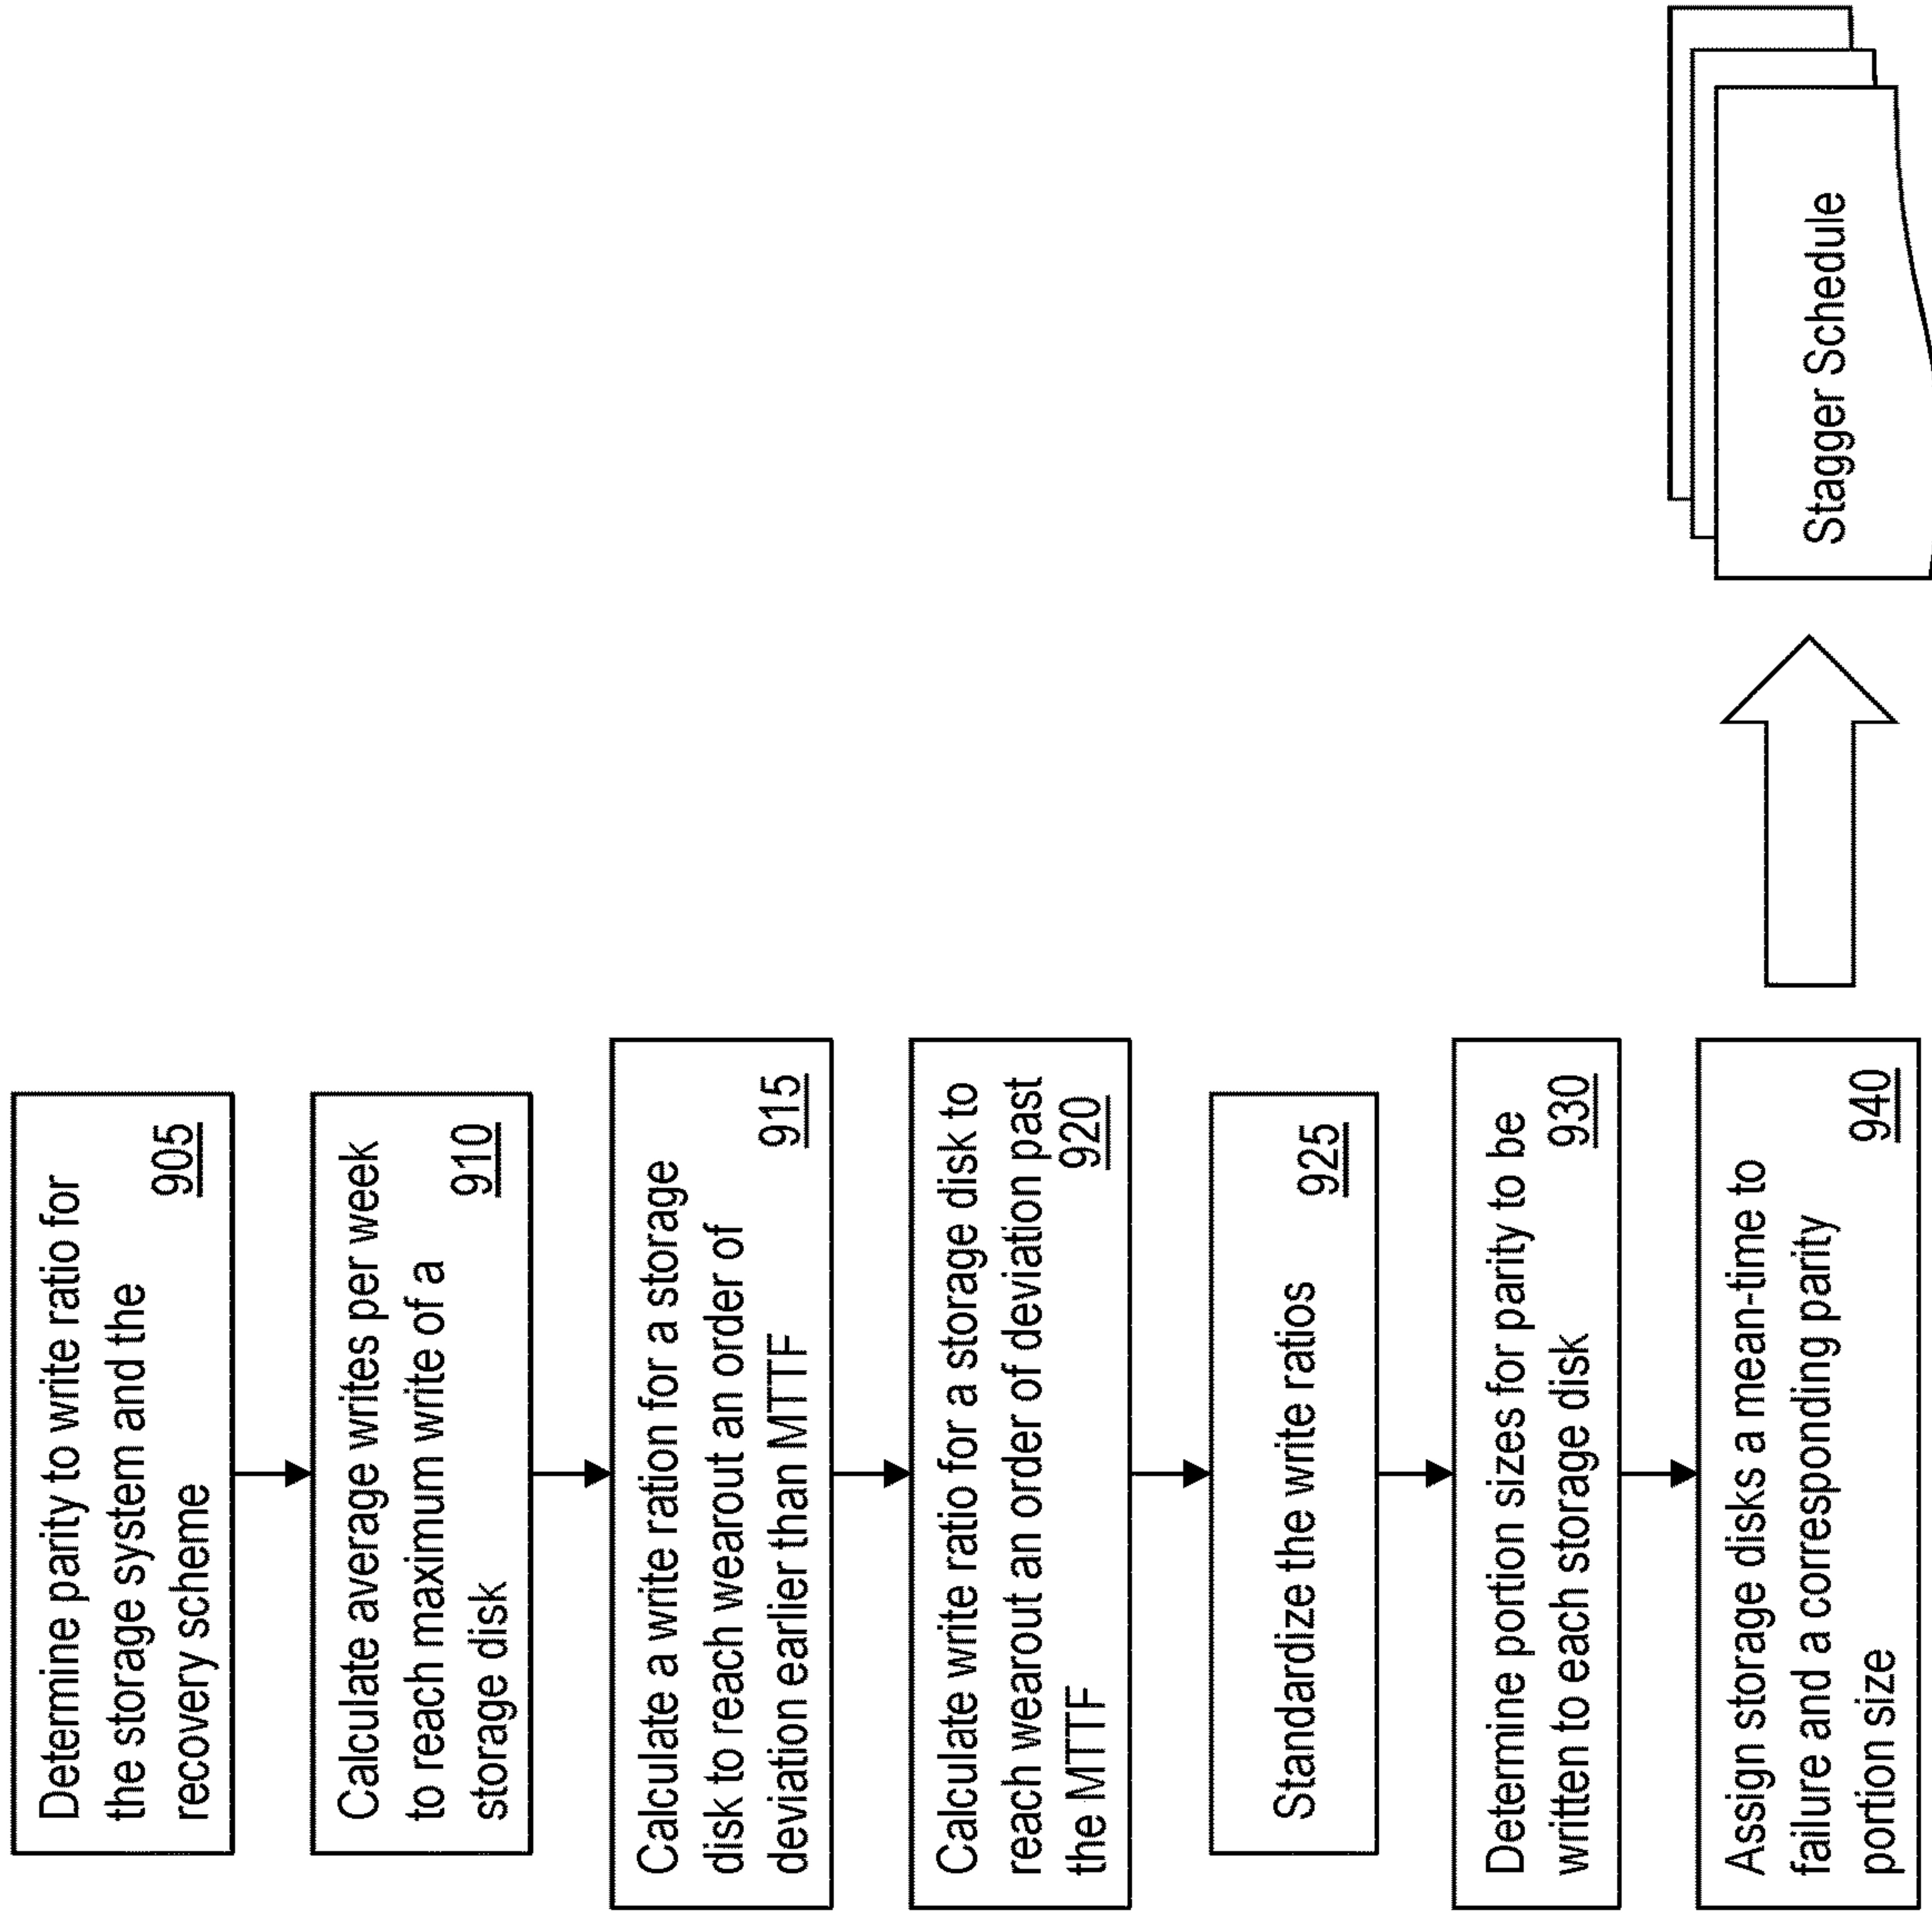 Determine parity to write ratio for
the storage system and the
recovery scheme
905
Calculate average writes per week
to reach maximum write of a
storage disk
910
Calculate a write ration for a storage
disk to reach wearout an order of
deviation earlier than MTTF
915
Calculate write ratio for a storage disk to
reach wearout an order of deviation past
the MTTF
920
Standardize the write ratios
925
Determine portion sizes for parity to be
written to each storage disk
930
Assign storage disks a mean-time to
failure and a corresponding parity
portion size
940
Stagger Schedule